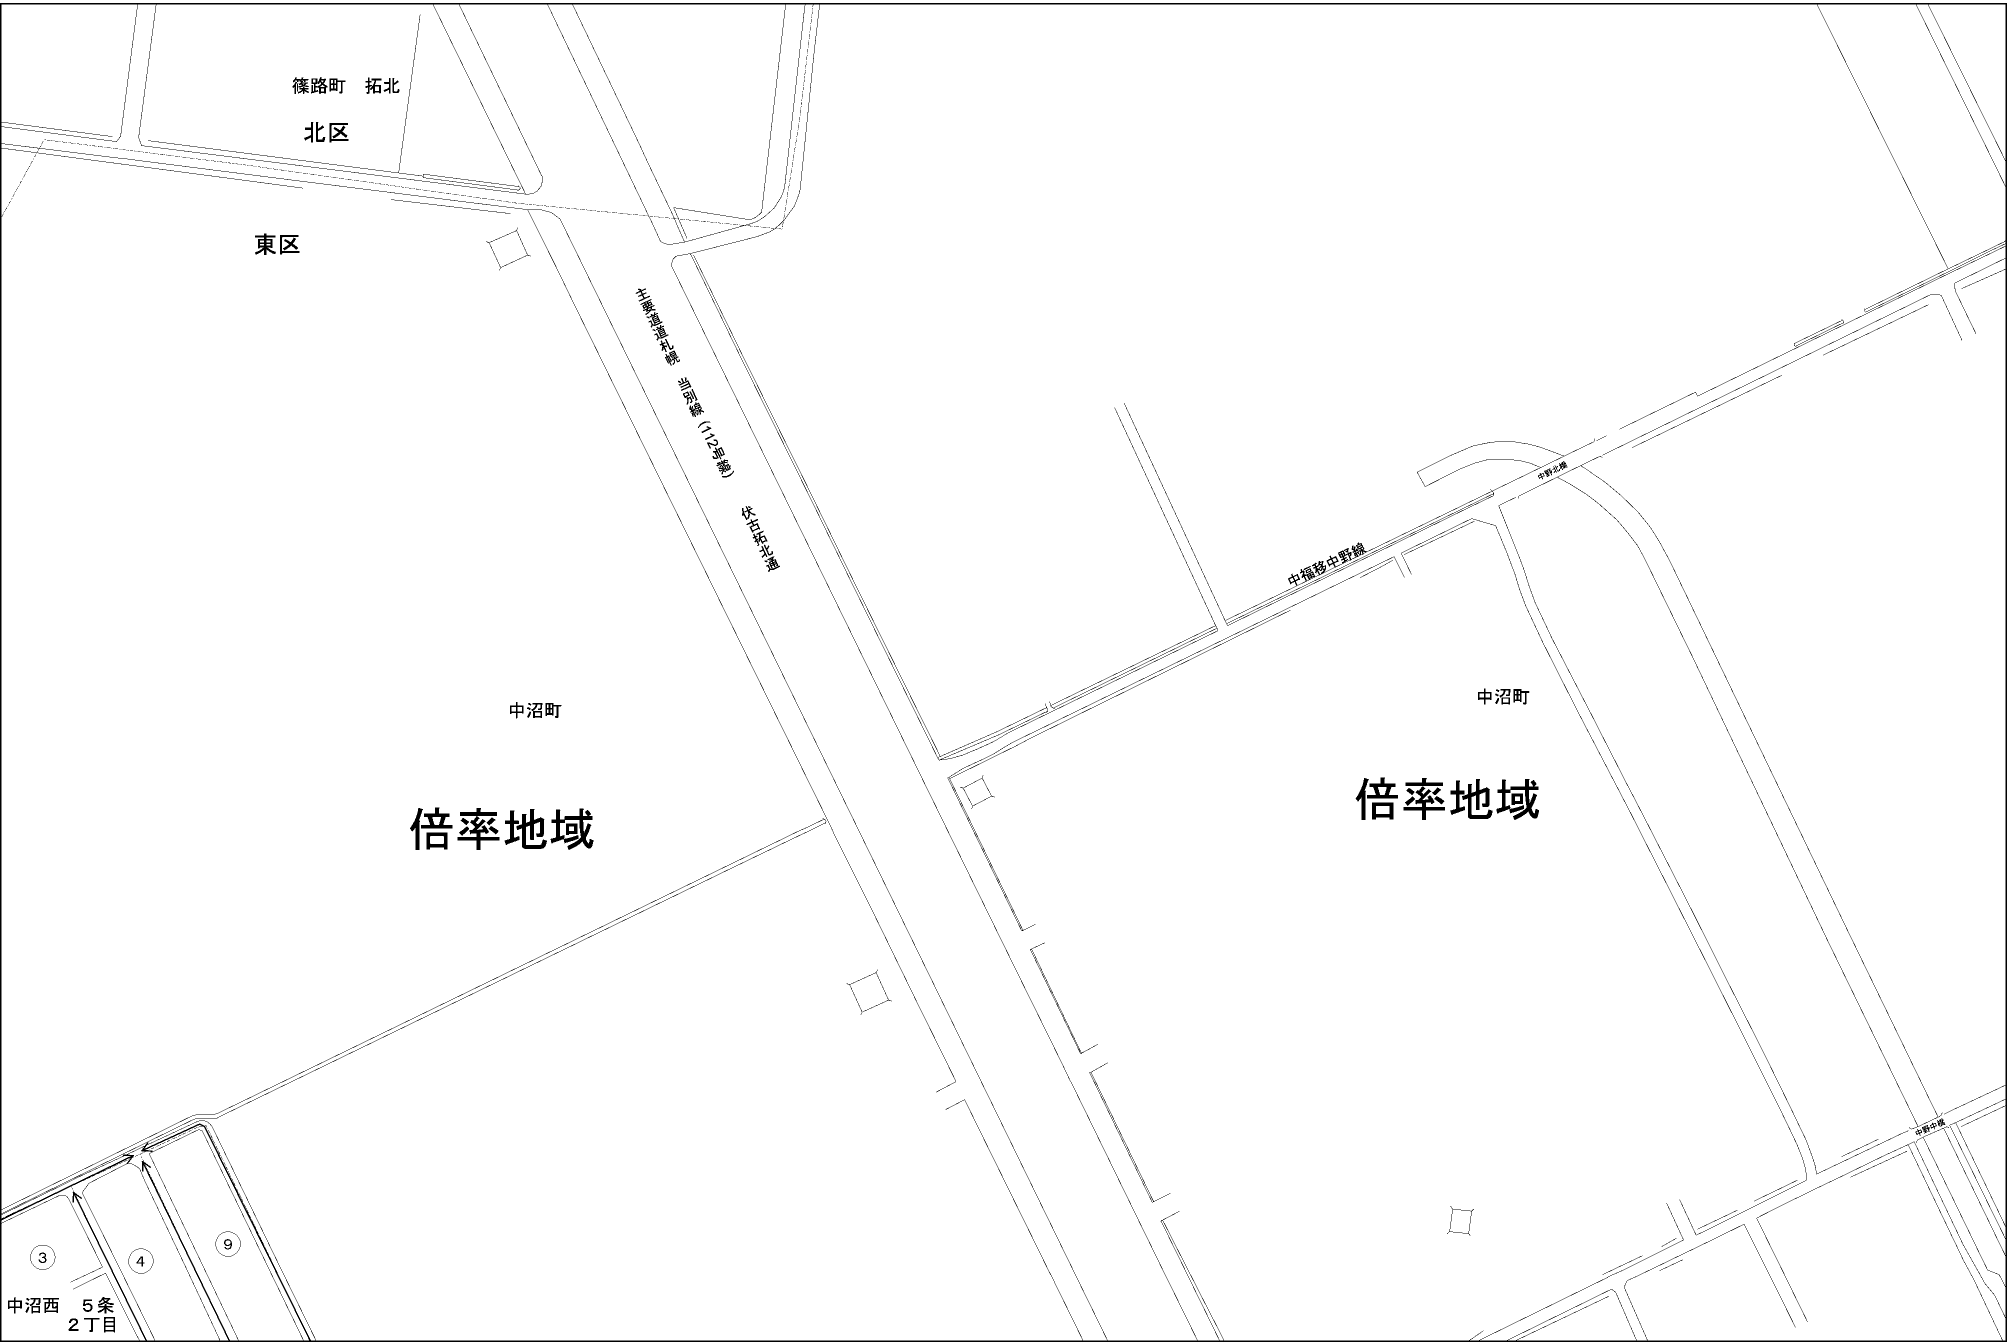 篠路町　拓北
北区
東区
主要道道札幌　当別線（112号線）　伏古拓北通
中野北橋
中福移中野線
中沼町
中沼町
倍率地域
倍率地域
中野中橋
③
④
⑨
中沼西　５条
２丁目